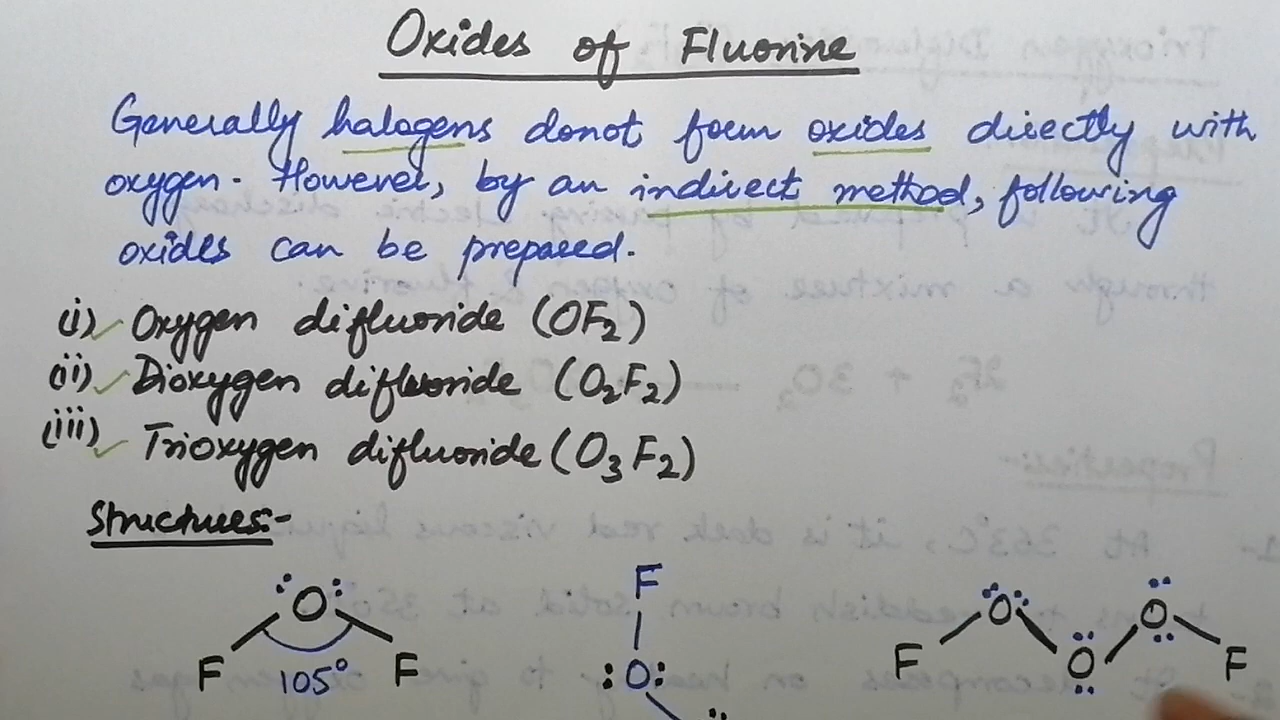 Oxides of Fluorine
Generally halogens donot form oxides directly with
oxygen. However, by an indirect method, following
oxides can be prepared.
(i) Oxygen difluoride (OF₂)
(ii) Dioxygen difluoride (O₂F₂)
(iii) Trioxygen difluoride (O₃F₂)
Structures:-
F O F 105°
F O
F O O O F